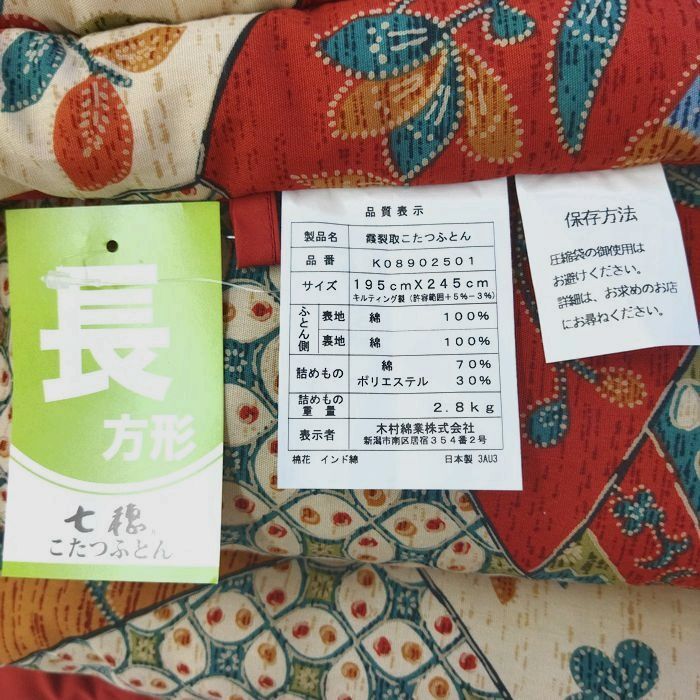 長
方形
七穂
こたつふとん
品質表示
製品名 霞裂取こたつふとん
品番 K08902501
サイズ 195cmX245cm
キルティング製(許容範囲+5%-3%)
ふとん側 表地 綿 100%
裏地 綿 100%
詰めもの 綿 70%
ポリエステル 30%
詰めもの重量 2.8kg
表示者 木村綿業株式会社
新潟市南区居宿354番2号
棉花 インド綿 日本製 3AU3
保存方法
圧縮袋の御使用は
お避けください。
詳細は、お求めのお店
にお尋ねください。